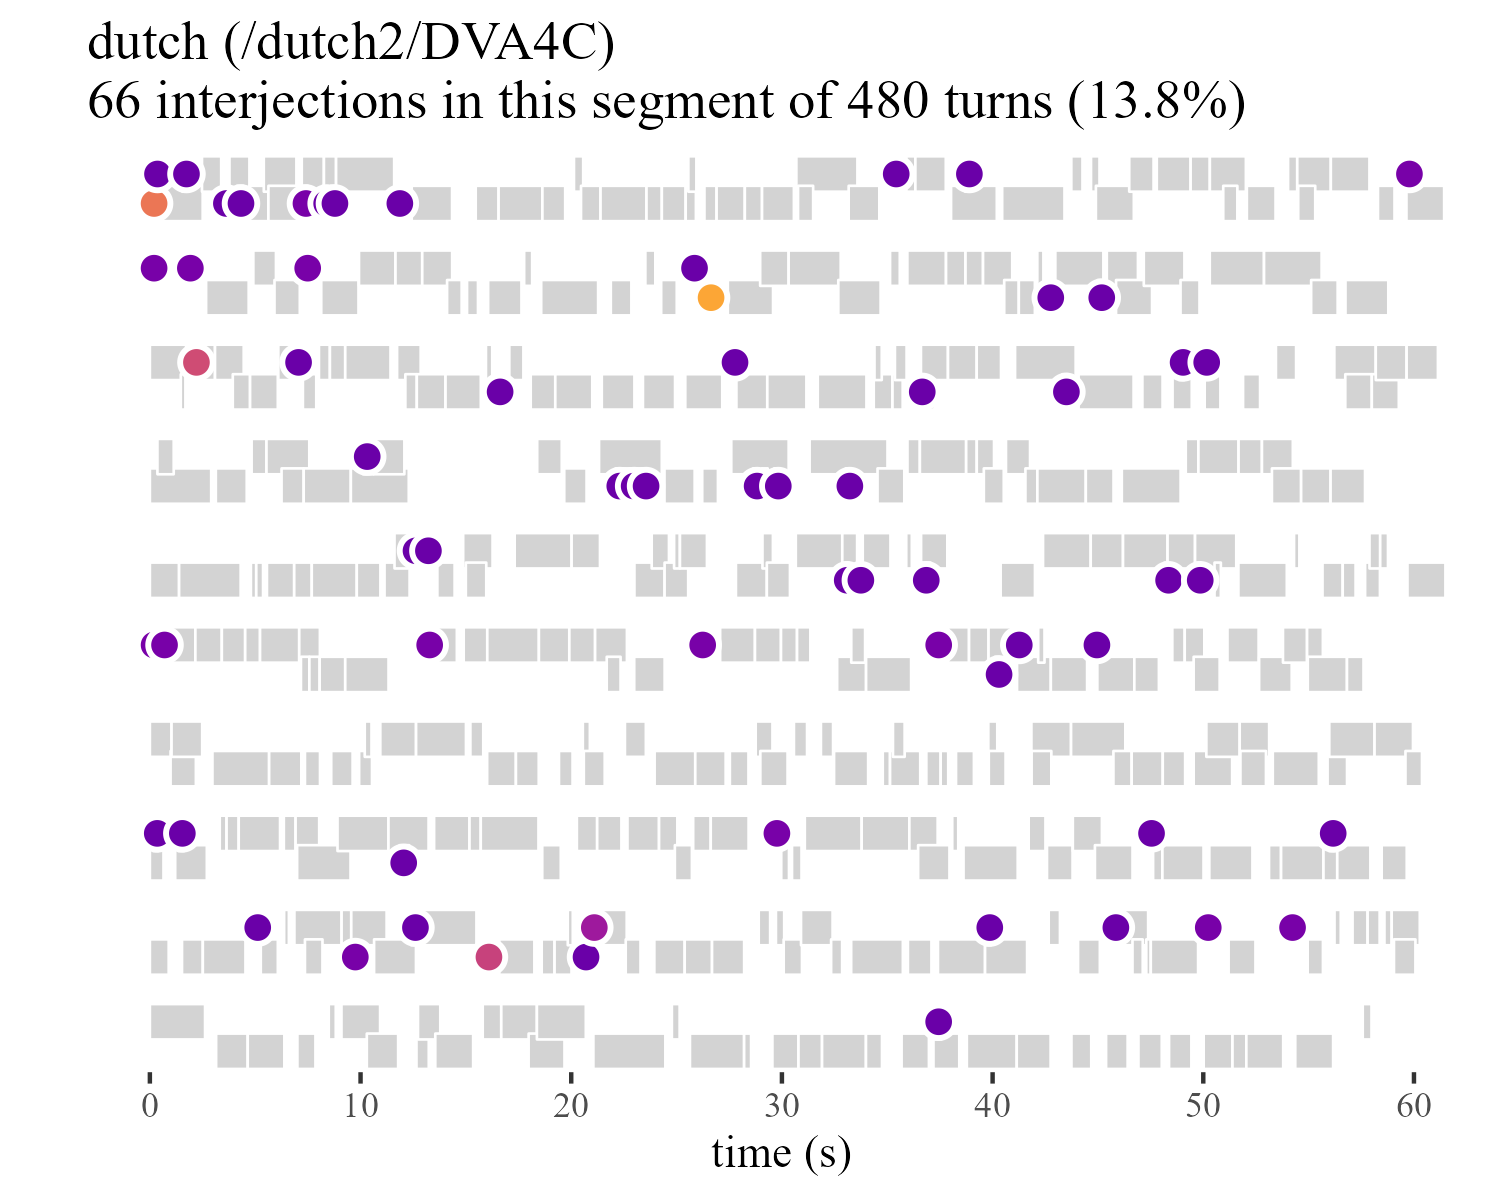 dutch (/dutch2/DVA4C)
66 interjections in this segment of 480 turns (13.8%)
0 10 20 30 40 50 60
time (s)